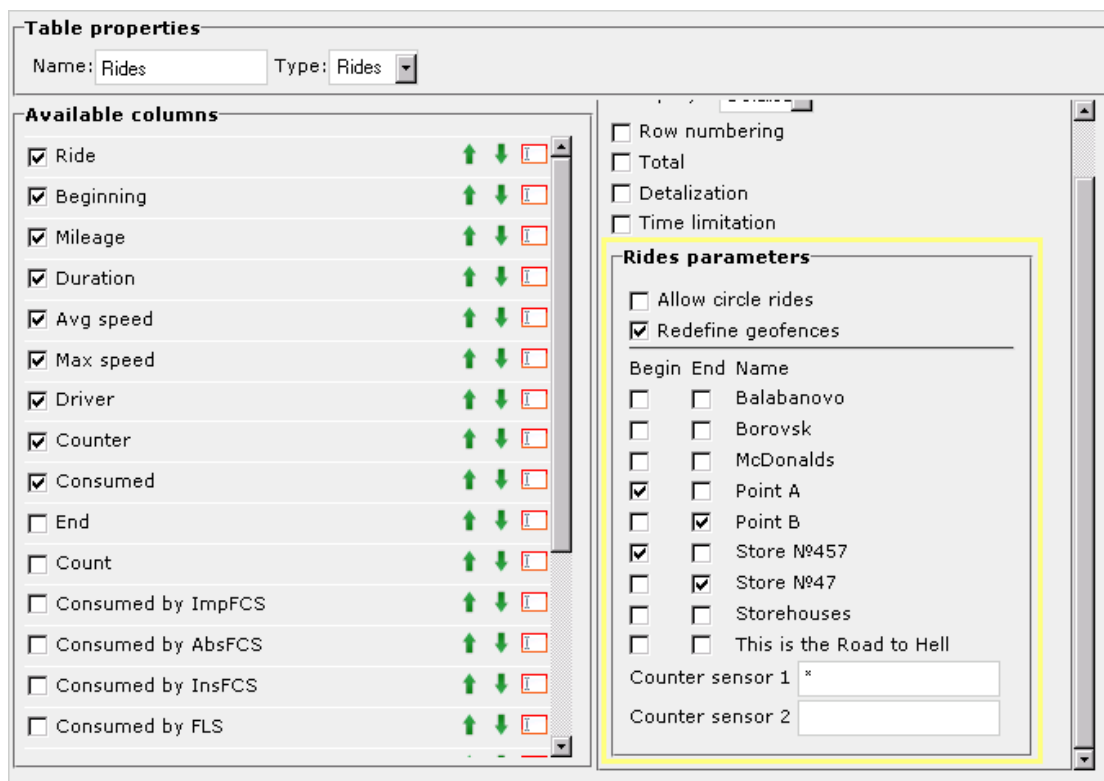 Table properties
Name: Rides Type: Rides
Available columns
Ride
Beginning
Mileage
Duration
Avg speed
Max speed
Driver
Counter
Consumed
End
Count
Consumed by ImpFCS
Consumed by AbsFCS
Consumed by InsFCS
Consumed by FLS
Row numbering
Total
Detalization
Time limitation
Rides parameters
Allow circle rides
Redefine geofences
Begin End Name
Balabanovo
Borovsk
McDonalds
Point A
Point B
Store №457
Store №47
Storehouses
This is the Road to Hell
Counter sensor 1 *
Counter sensor 2